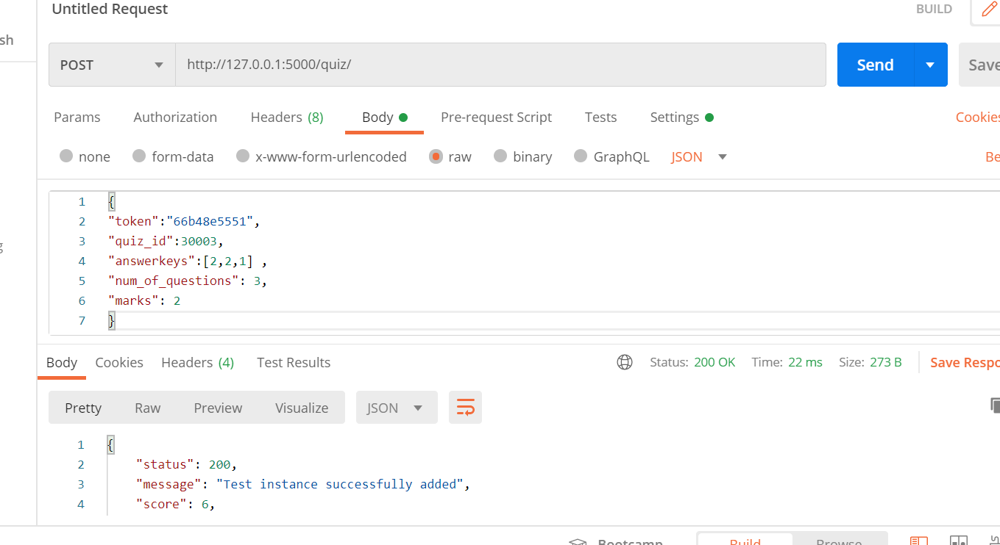 Untitled Request
BUILD
sh
POST
http://127.0.0.1:5000/quiz/
Send
Save
Params Authorization Headers (8) Body Pre-request Script Tests Settings Cookies
none form-data x-www-form-urlencoded raw binary GraphQL JSON Be
1 {
2 "token":"66b48e5551",
3 "quiz_id":30003,
4 "answerkeys":[2,2,1] ,
5 "num_of_questions": 3,
6 "marks": 2
7 }
Body Cookies Headers (4) Test Results Status: 200 OK Time: 22 ms Size: 273 B Save Respo
Pretty Raw Preview Visualize JSON
1 {
2 "status": 200,
3 "message": "Test instance successfully added",
4 "score": 6,
Bootcamp Build Browse